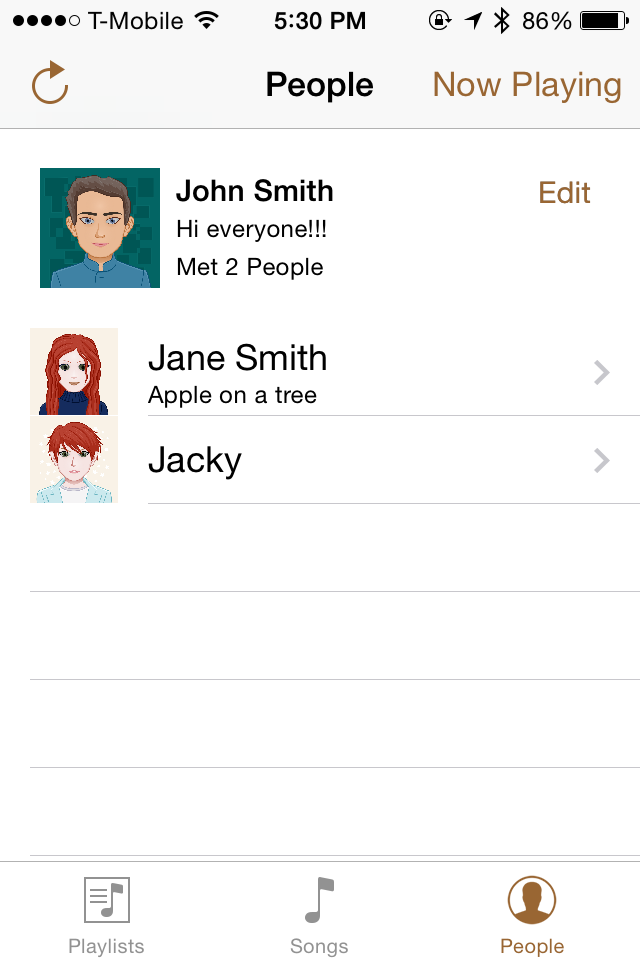 T-Mobile 5:30 PM 86%
People Now Playing
John Smith Edit
Hi everyone!!!
Met 2 People
Jane Smith
Apple on a tree
Jacky
Playlists Songs People